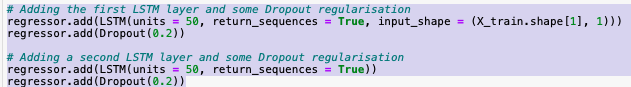 # Adding the first LSTM layer and some Dropout regularisation
regressor.add(LSTM(units = 50, return_sequences = True, input_shape = (X_train.shape[1], 1)))
regressor.add(Dropout(0.2))
# Adding a second LSTM layer and some Dropout regularisation
regressor.add(LSTM(units = 50, return_sequences = True))
regressor.add(Dropout(0.2))